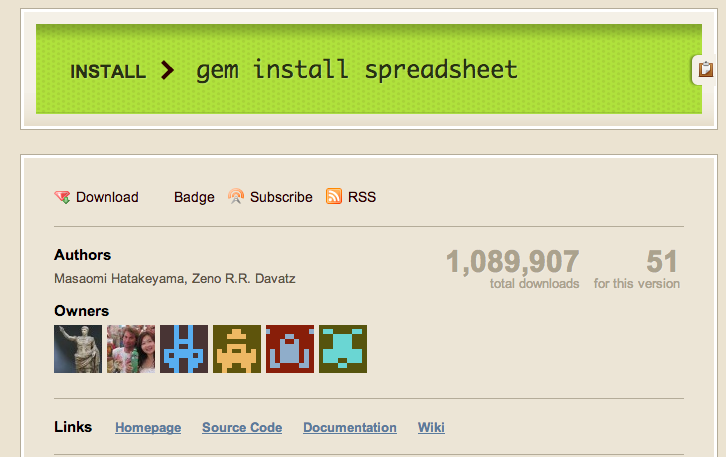 INSTALL > gem install spreadsheet
Download Badge Subscribe RSS
Authors
Masaomi Hatakeyama, Zeno R.R. Davatz
1,089,907
total downloads
51
for this version
Owners
Links Homepage Source Code Documentation Wiki